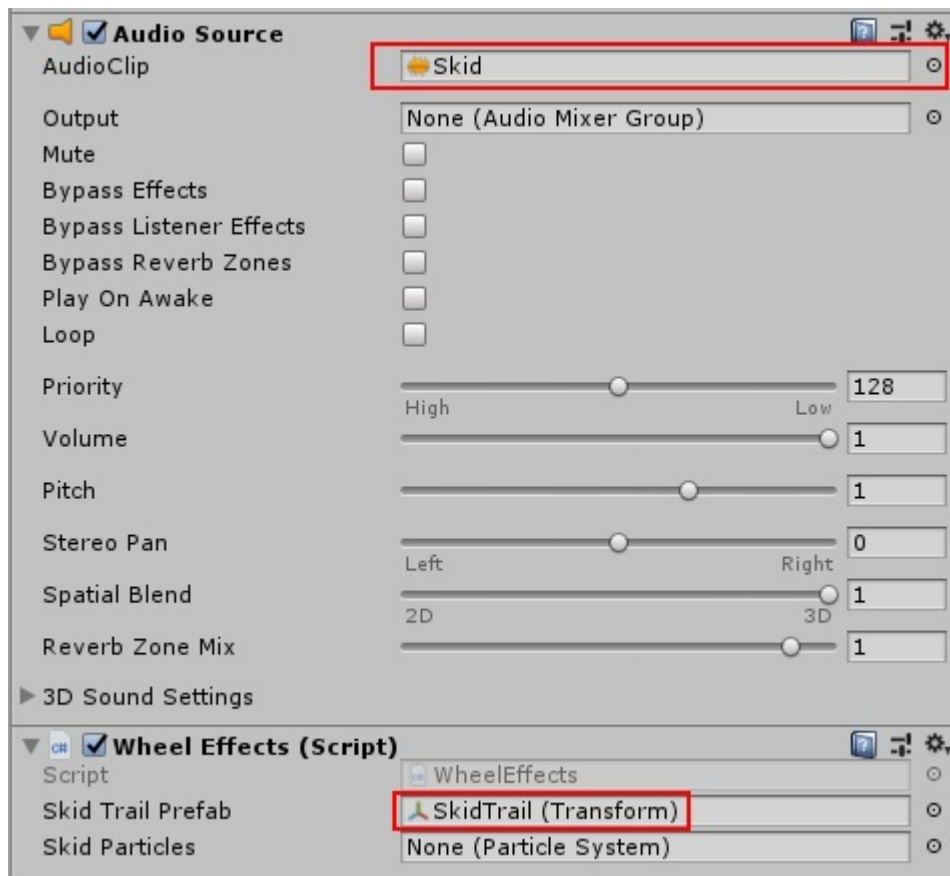 Audio Source
AudioClip Skid
Output None (Audio Mixer Group)
Mute
Bypass Effects
Bypass Listener Effects
Bypass Reverb Zones
Play On Awake
Loop
Priority 128
High Low
Volume 1
Pitch 1
Stereo Pan 0
Left Right
Spatial Blend 1
2D 3D
Reverb Zone Mix 1
3D Sound Settings
C# Wheel Effects (Script)
Script WheelEffects
Skid Trail Prefab SkidTrail (Transform)
Skid Particles None (Particle System)